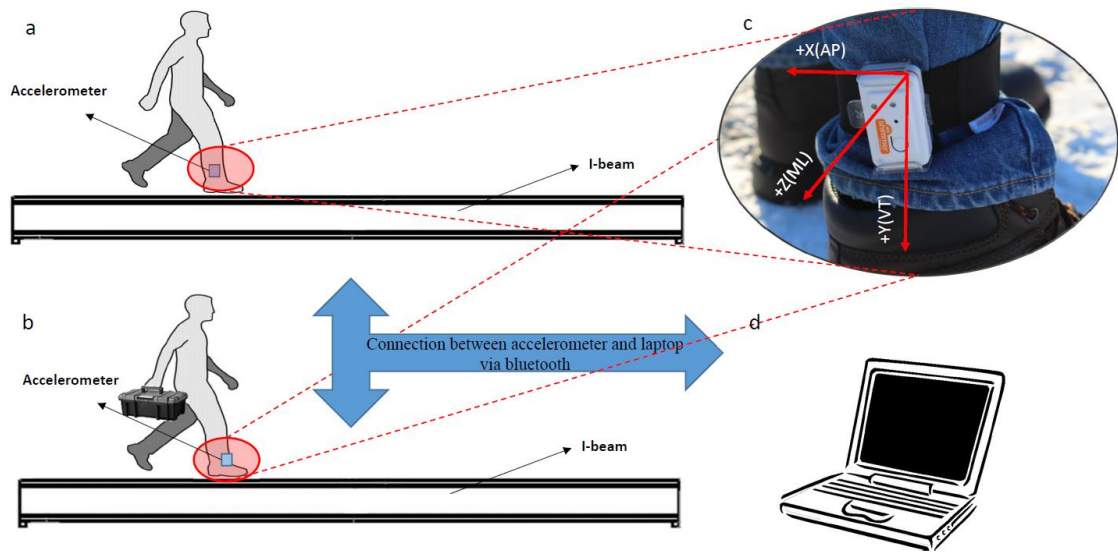 a
Accelerometer
I-beam
c
+X(AP)
+Z(ML)
+Y(VT)
b
Accelerometer
I-beam
Connection between accelerometer and laptop
via bluetooth
d